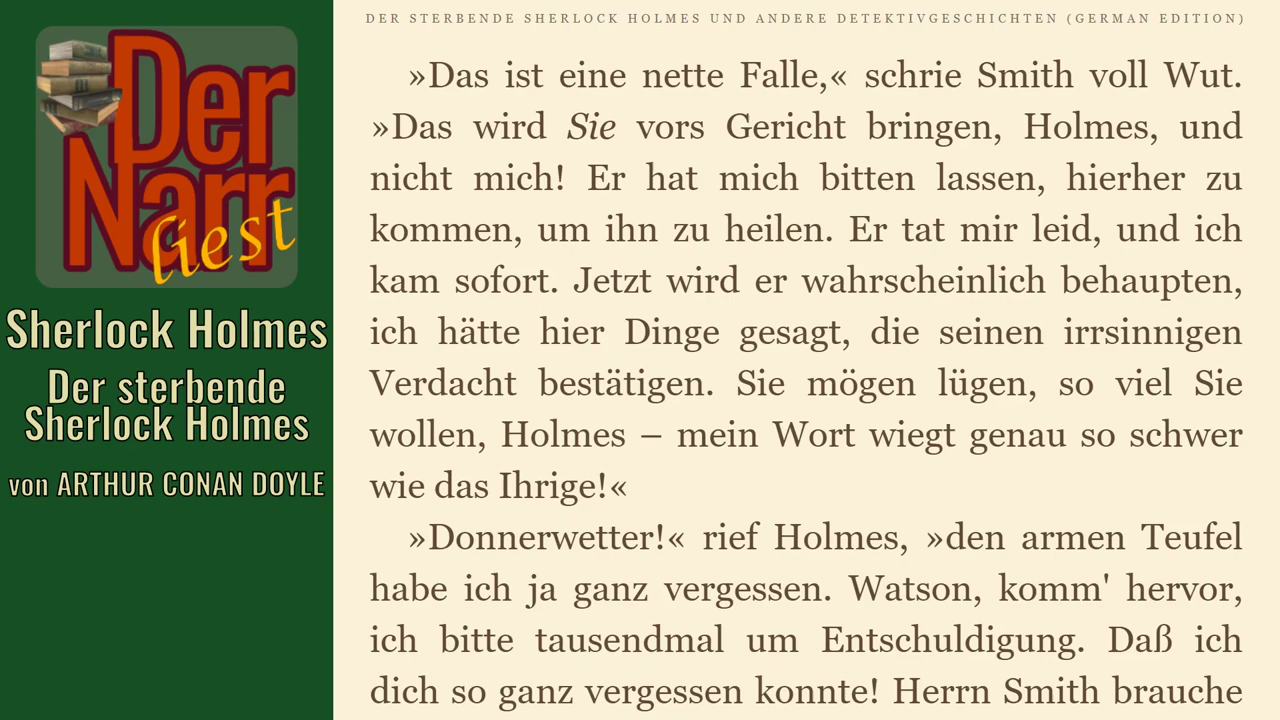 Der
Narr
liest
Sherlock Holmes
Der sterbende
Sherlock Holmes
von ARTHUR CONAN DOYLE
DER STERBENDE SHERLOCK HOLMES UND ANDERE DETEKTIVGESCHICHTEN (GERMAN EDITION)
»Das ist eine nette Falle,« schrie Smith voll Wut.
»Das wird Sie vors Gericht bringen, Holmes, und
nicht mich! Er hat mich bitten lassen, hierher zu
kommen, um ihn zu heilen. Er tat mir leid, und ich
kam sofort. Jetzt wird er wahrscheinlich behaupten,
ich hätte hier Dinge gesagt, die seinen irrsinnigen
Verdacht bestätigen. Sie mögen lügen, so viel Sie
wollen, Holmes – mein Wort wiegt genau so schwer
wie das Ihrige!«
»Donnerwetter!« rief Holmes, »den armen Teufel
habe ich ja ganz vergessen. Watson, komm' hervor,
ich bitte tausendmal um Entschuldigung. Daß ich
dich so ganz vergessen konnte! Herrn Smith brauche